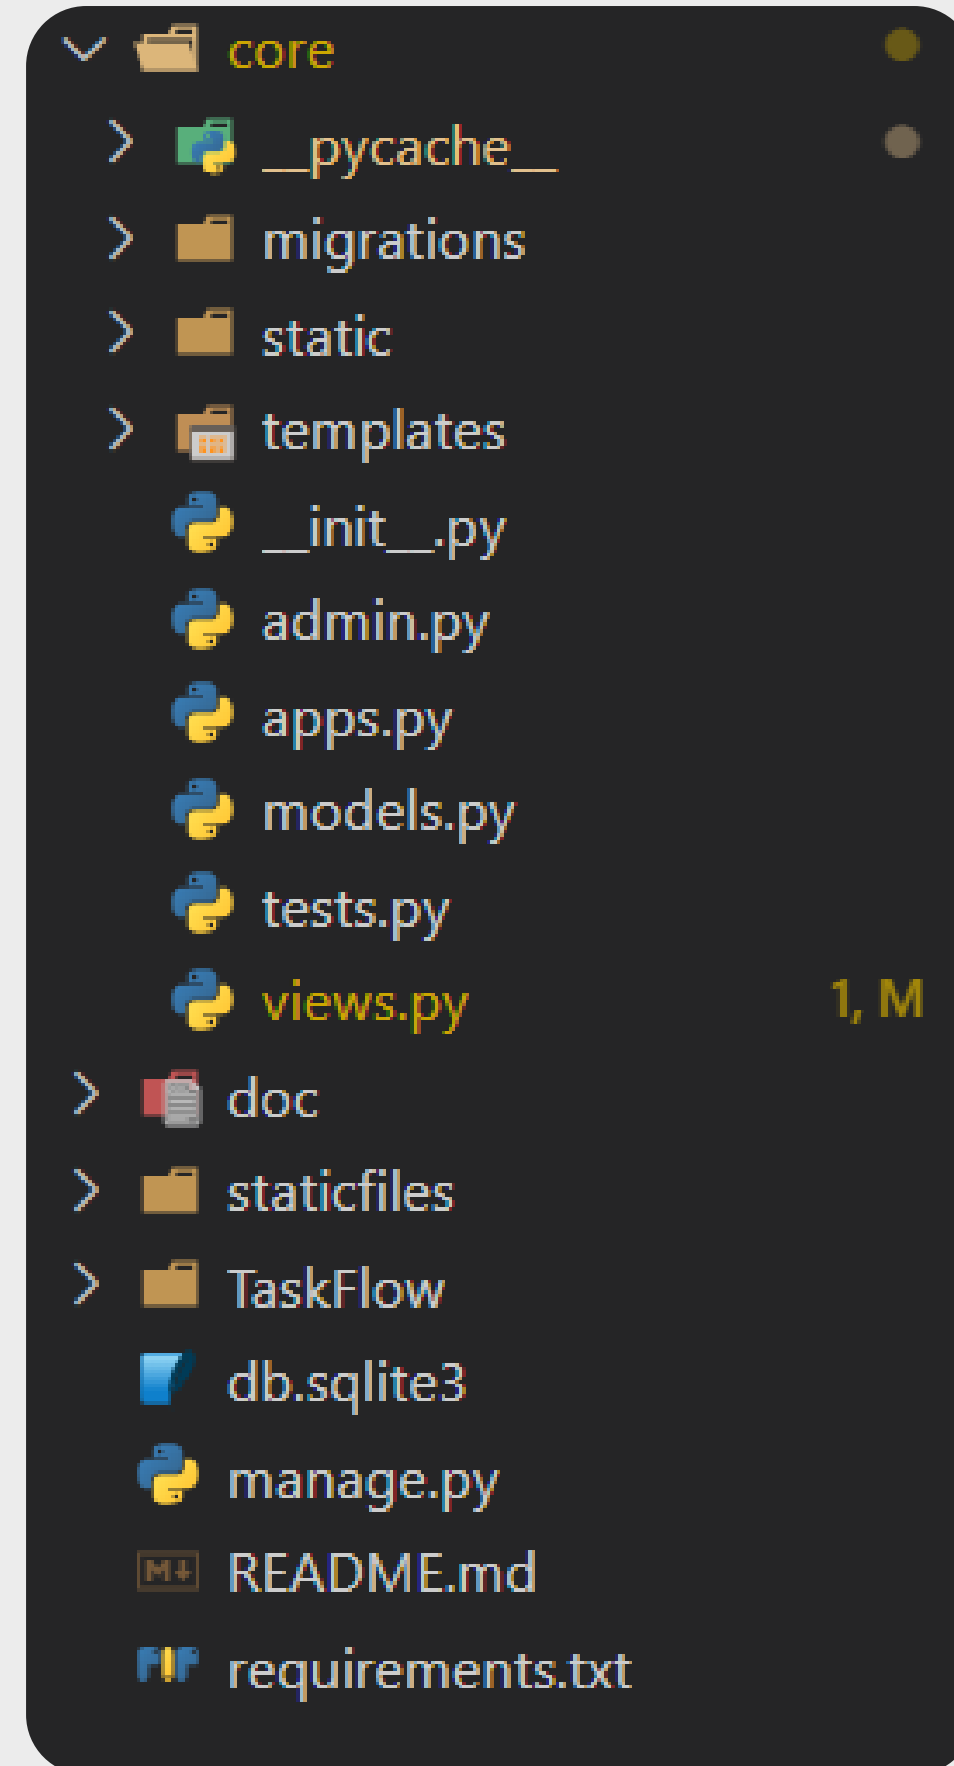 core
__pycache__
migrations
static
templates
__init__.py
admin.py
apps.py
models.py
tests.py
views.py 1, M
doc
staticfiles
TaskFlow
db.sqlite3
manage.py
README.md
requirements.txt